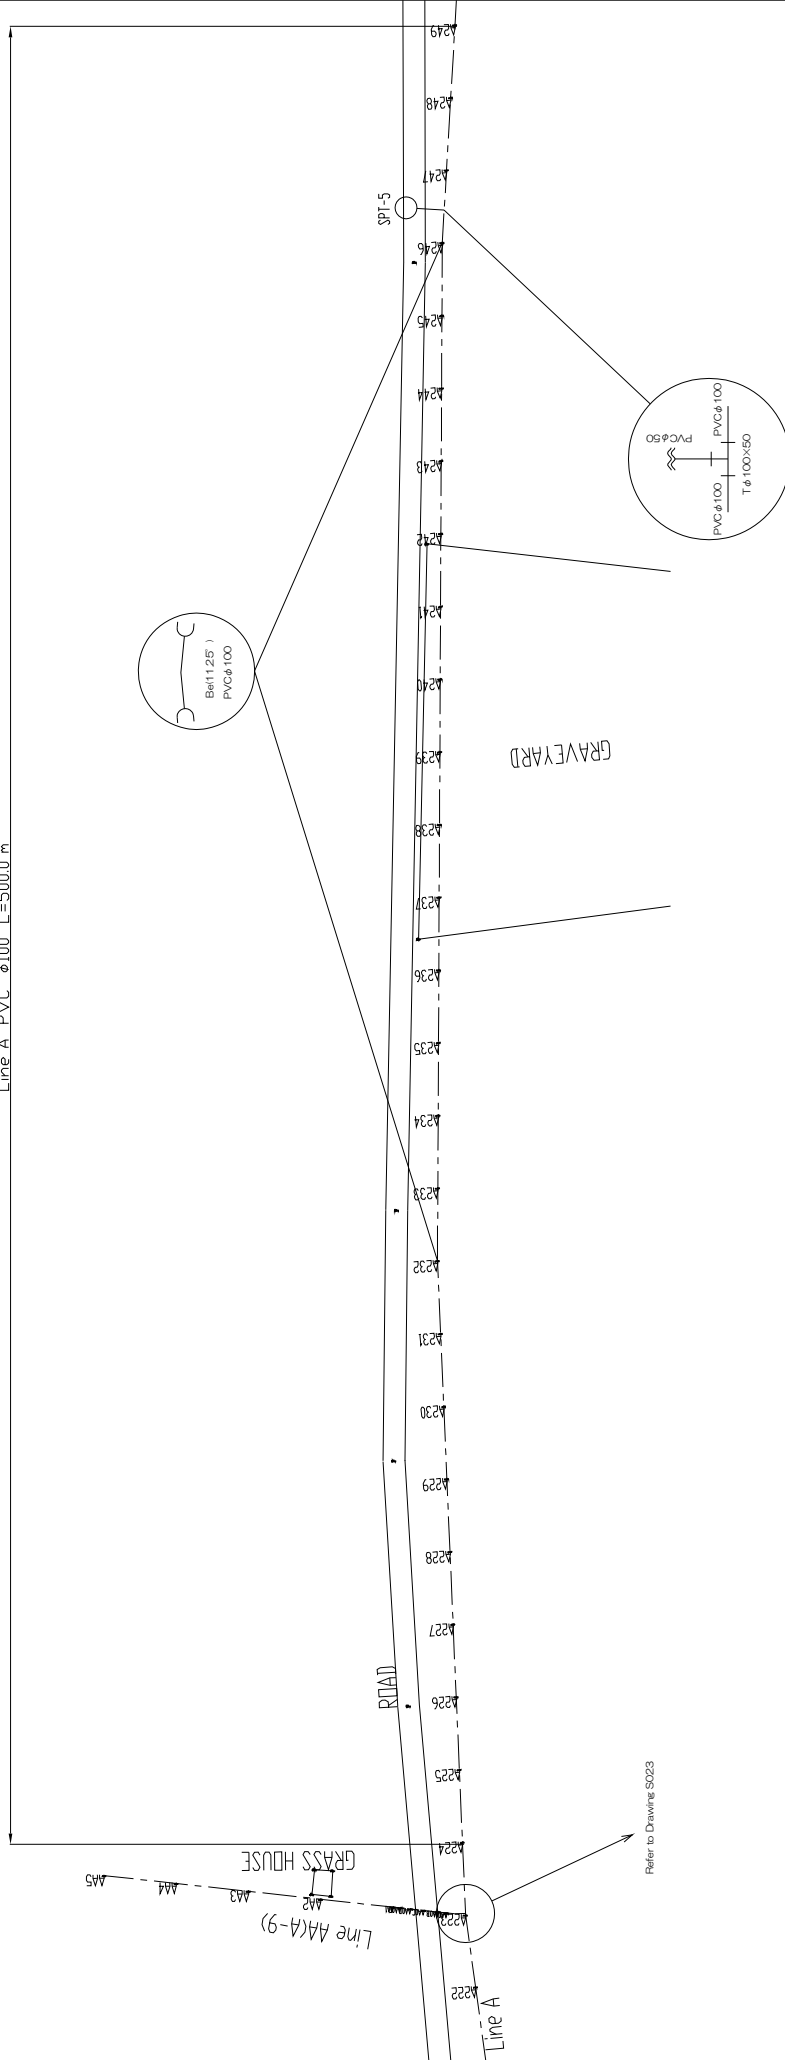 A249
A248
A247
SPT-5
A246
A245
A244
A243
A242
A241
A240
A239
A238
A237
A236
A235
A234
A233
A232
A231
A230
A229
A228
A227
A226
A225
A224
A223
A222
PVCφ50
PVCφ100
PVCφ100
Tφ100×50
Be(11.25°)
PVCφ100
GRAVEYARD
Line A PVC φ100 L=500.0 m
ROAD
Refer to Drawing S023
GRASS HOUSE
AA5
AA4
AA3
AA2
Line AA(A-9)
Line A